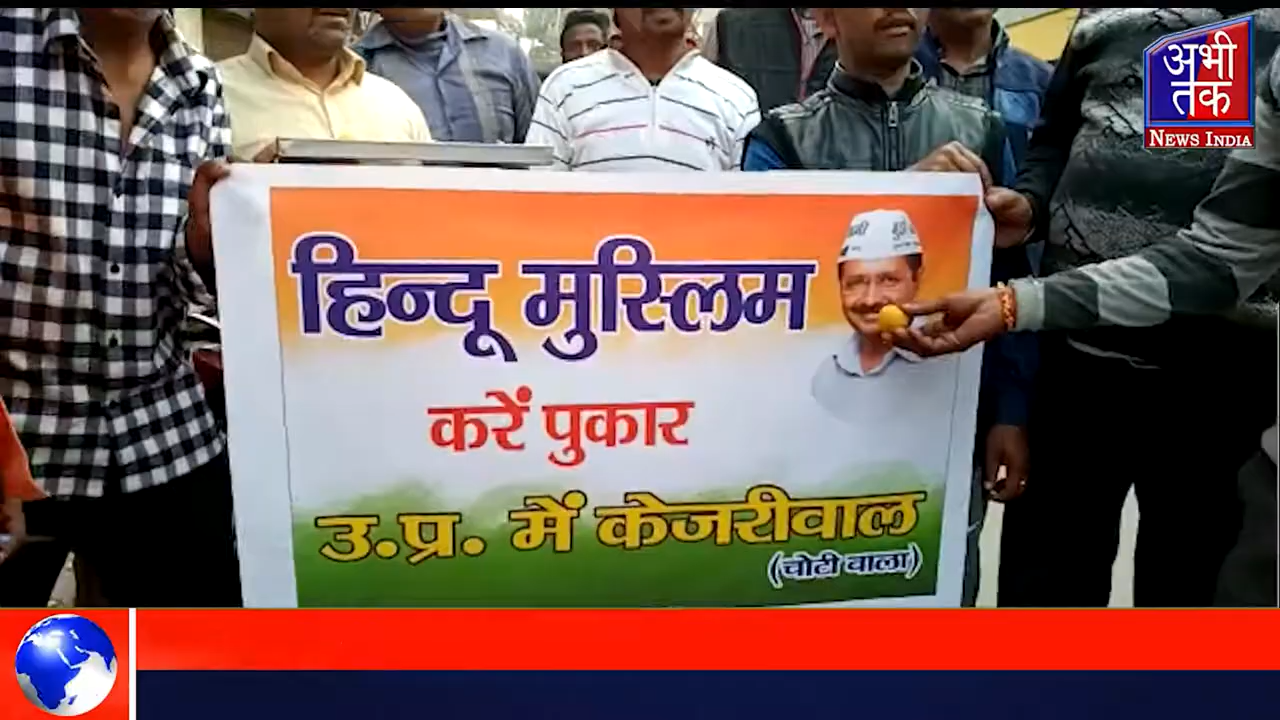 अभी
तक
NEWS INDIA
हिन्दू मुस्लिम
करें पुकार
उ.प्र. में केजरीवाल
(चोटी वाला)